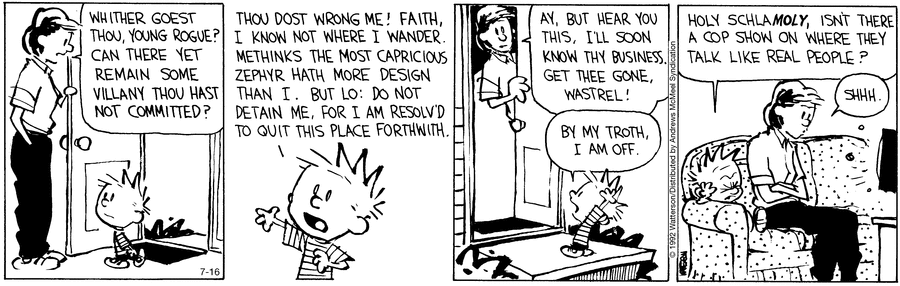 WHITHER GOEST
THOU, YOUNG ROGUE?
CAN THERE YET
REMAIN SOME
VILLANY THOU HAST
NOT COMMITTED?
7-16
THOU DOST WRONG ME! FAITH,
I KNOW NOT WHERE I WANDER.
METHINKS THE MOST CAPRICIOUS
ZEPHYR HATH MORE DESIGN
THAN I. BUT LO: DO NOT
DETAIN ME, FOR I AM RESOLV'D
TO QUIT THIS PLACE FORTHWITH.
AY, BUT HEAR YOU
THIS, I'LL SOON
KNOW THY BUSINESS.
GET THEE GONE,
WASTREL!
BY MY TROTH,
I AM OFF.
© 1992 Watterson/Distributed by Andrews McMeel Syndication
HOLY SCHLAMOLY, ISN'T THERE
A COP SHOW ON WHERE THEY
TALK LIKE REAL PEOPLE?
SHHH.